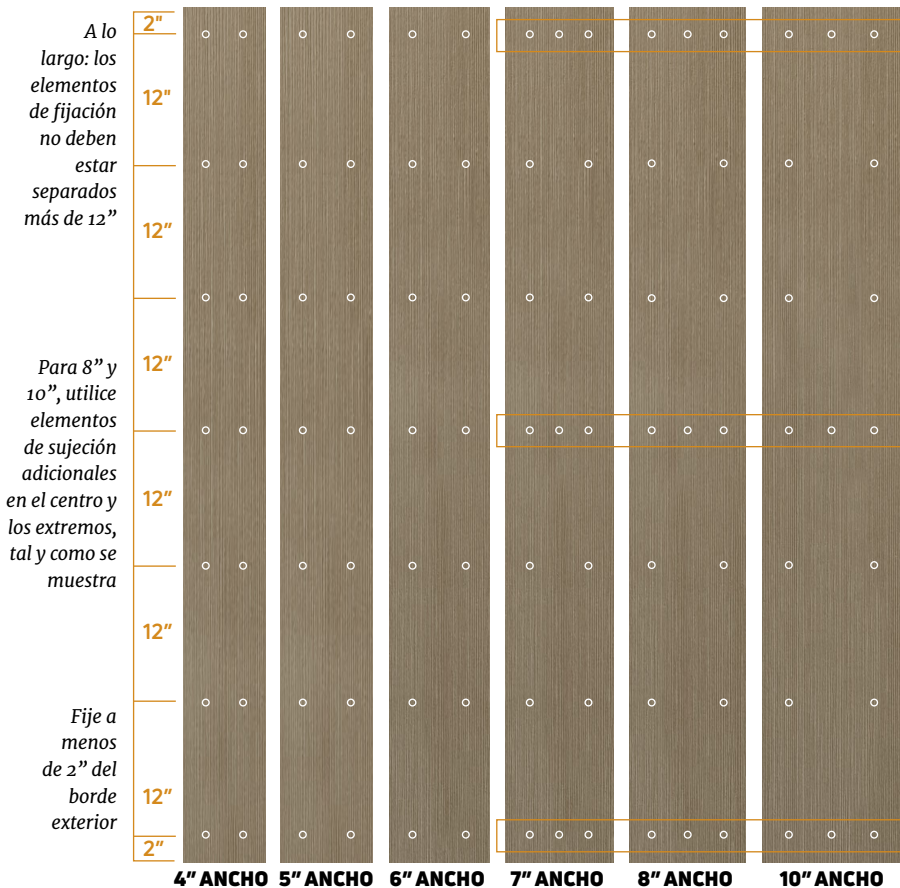 A lo
largo: los
elementos
de fijación
no deben
estar
separados
más de 12”
Para 8” y
10”, utilice
elementos
de sujeción
adicionales
en el centro y
los extremos,
tal y como se
muestra
Fije a
menos
de 2” del
borde
exterior
2"
12"
12”
12”
12”
12”
12”
2”
4” ANCHO 5” ANCHO 6” ANCHO 7” ANCHO 8” ANCHO 10” ANCHO